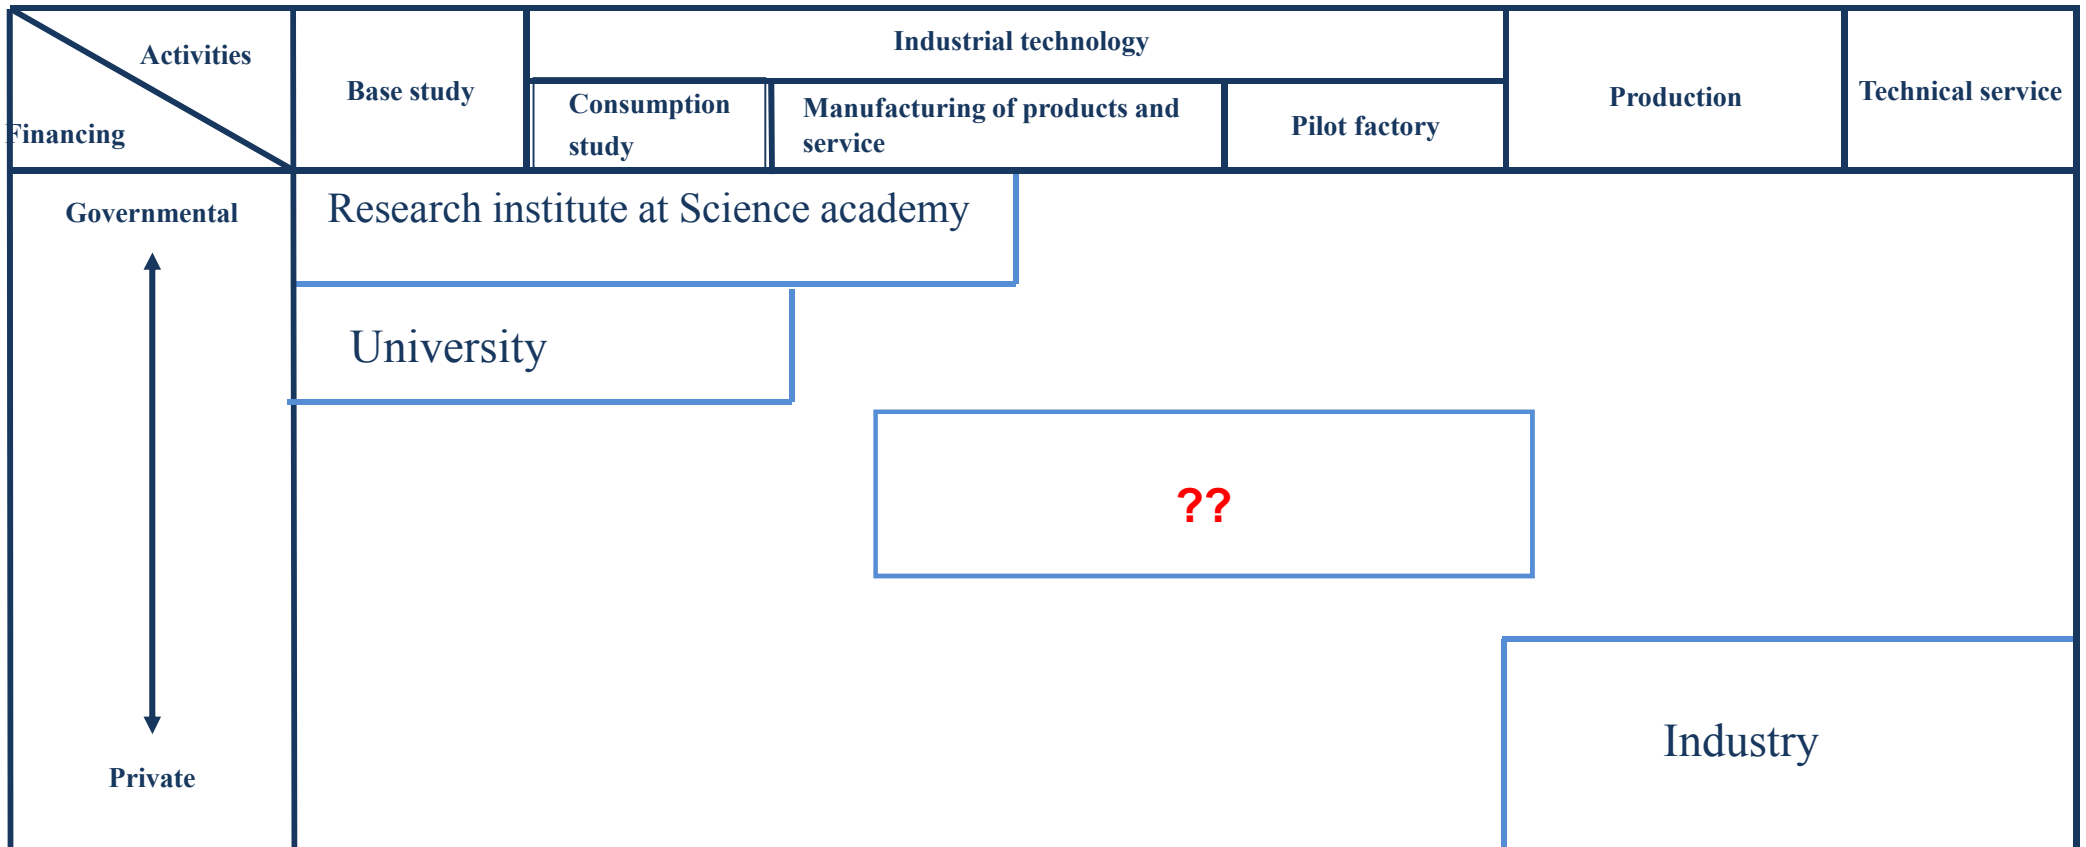 Activities
Financing
Base study
Industrial technology
Consumption
study
Manufacturing of products and
service
Pilot factory
Production
Technical service
Governmental
Private
Research institute at Science academy
University
??
Industry